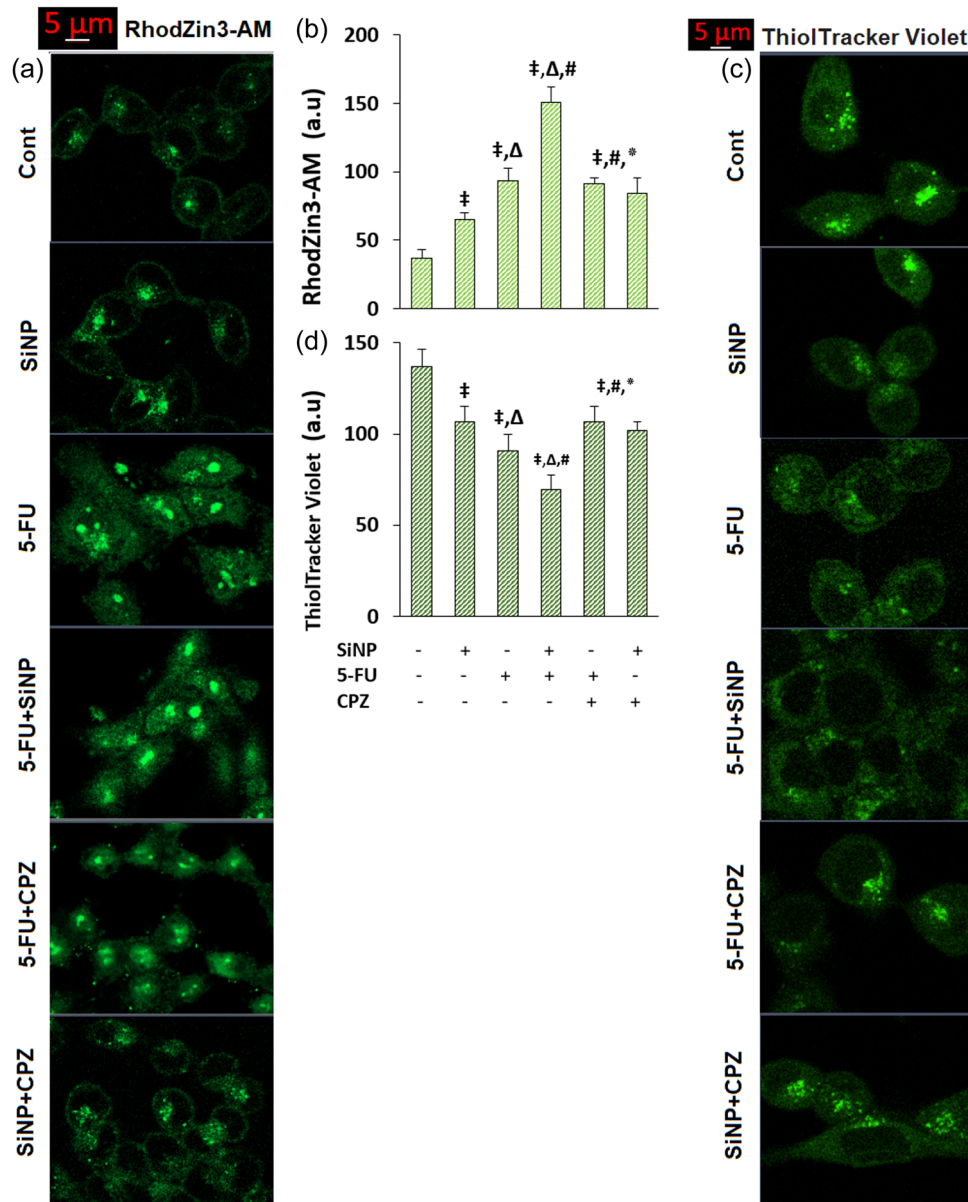 5 µm RhodZin3-AM
(a)
Cont
SiNP
5-FU
5-FU+SiNP
5-FU+CPZ
SiNP+CPZ
(b)
RhodZin3-AM (a.u)
200
150
100
50
0
‡
‡,Δ
‡,Δ,#
‡,#,*
(d)
ThiolTracker Violet (a.u)
150
100
50
0
‡
‡,Δ
‡,Δ,#
‡,#,*
SiNP - + - + - +
5-FU - - + + + -
CPZ - - - - + +
5 µm ThiolTracker Violet
(c)
Cont
SiNP
5-FU
5-FU+SiNP
5-FU+CPZ
SiNP+CPZ